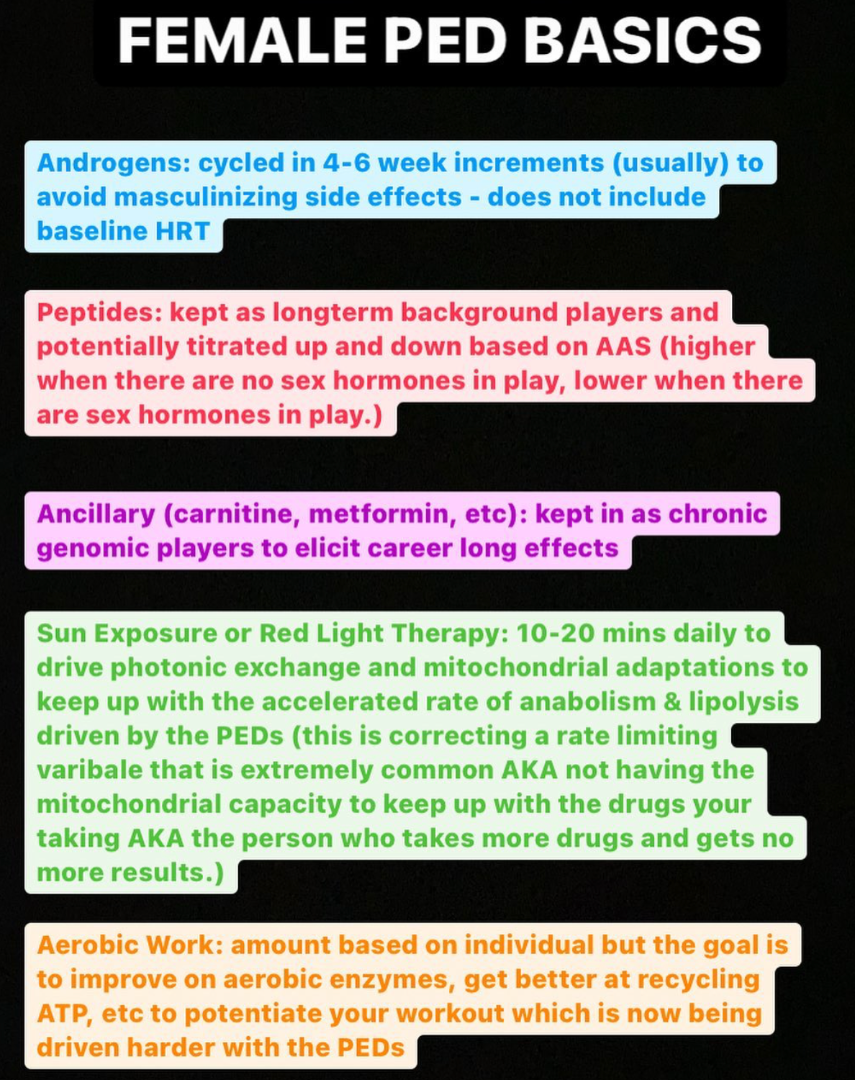 FEMALE PED BASICS
Androgens: cycled in 4-6 week increments (usually) to
avoid masculinizing side effects - does not include
baseline HRT
Peptides: kept as longterm background players and
potentially titrated up and down based on AAS (higher
when there are no sex hormones in play, lower when there
are sex hormones in play.)
Ancillary (carnitine, metformin, etc): kept in as chronic
genomic players to elicit career long effects
Sun Exposure or Red Light Therapy: 10-20 mins daily to
drive photonic exchange and mitochondrial adaptations to
keep up with the accelerated rate of anabolism & lipolysis
driven by the PEDs (this is correcting a rate limiting
varibale that is extremely common AKA not having the
mitochondrial capacity to keep up with the drugs your
taking AKA the person who takes more drugs and gets no
more results.)
Aerobic Work: amount based on individual but the goal is
to improve on aerobic enzymes, get better at recycling
ATP, etc to potentiate your workout which is now being
driven harder with the PEDs